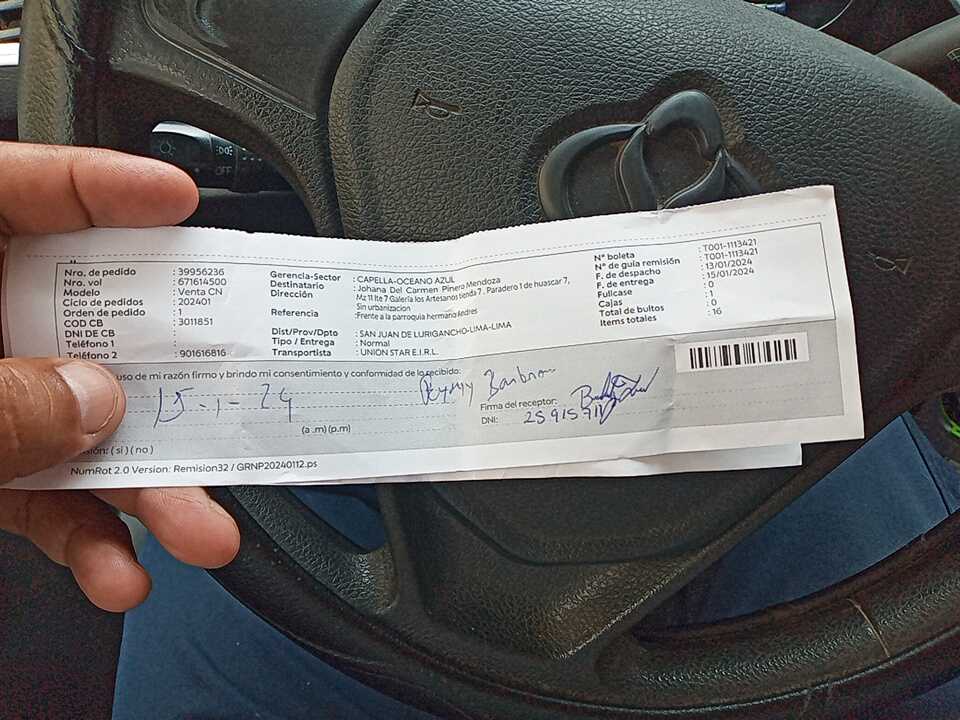 Nro. de pedido : 39956236
Nro. vol : 671614500
Modelo : Venta CN
Ciclo de pedidos : 202401
Orden de pedido : 1
COD CB : 3011851
DNI DE CB :
Teléfono 1 :
Teléfono 2 : 901616816
Gerencia-Sector : CAPELLA-OCEANO AZUL
Destinatario : Johana Del Carmen Pinero Mendoza
Dirección : Mz 11 lte 7 Galería los Artesanos tienda 7 . Paradero 1 de huascar 7,
Sin urbanizacion
Referencia :Frente a la parroquia hermano Andres
Dist/Prov/Dpto : SAN JUAN DE LURIGANCHO-LIMA-LIMA
Tipo / Entrega : Normal
Transportista : UNION STAR E.I.R.L.
N° boleta : T001-1113421
N° de guía remisión : T001-1113421
F. de despacho : 13/01/2024
F. de entrega : 15/01/2024
Fullcase : 0
Cajas : 1
Total de bultos : 0
Items totales : 16
uso de mi razón firmo y brindo mi consentimiento y conformidad de lo recibido:
15-1-24
(a .m) (p.m)
Firma del receptor:
DNI:
: ( si ) ( no )
NumRot 2.0 Version: Remision32 / GRNP20240112.ps
OFF